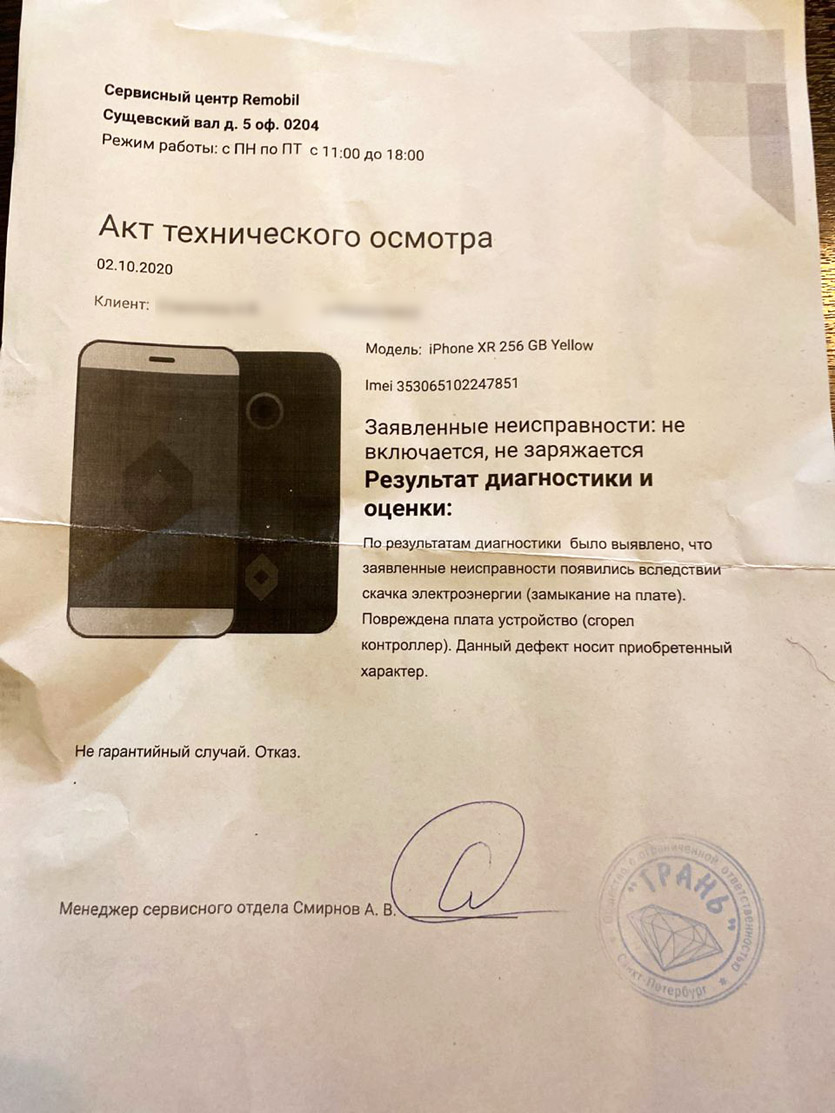 Сервисный центр Remobil
Сущевский вал д. 5 оф. 0204
Режим работы: с ПН по ПТ с 11:00 до 18:00
Акт технического осмотра
02.10.2020
Клиент:
Модель: iPhone XR 256 GB Yellow
Imei 353065102247851
Заявленные неисправности: не
включается, не заряжается
Результат диагностики и
оценки:
По результатам диагностики было выявлено, что
заявленные неисправности появились вследствии
скачка электроэнергии (замыкание на плате).
Повреждена плата устройство (сгорел
контроллер). Данный дефект носит приобретенный
характер.
Не гарантийный случай. Отказ.
Менеджер сервисного отдела Смирнов А. В.
Общество с ограниченной ответственностью
"ГРАНЬ"
Санкт-Петербург